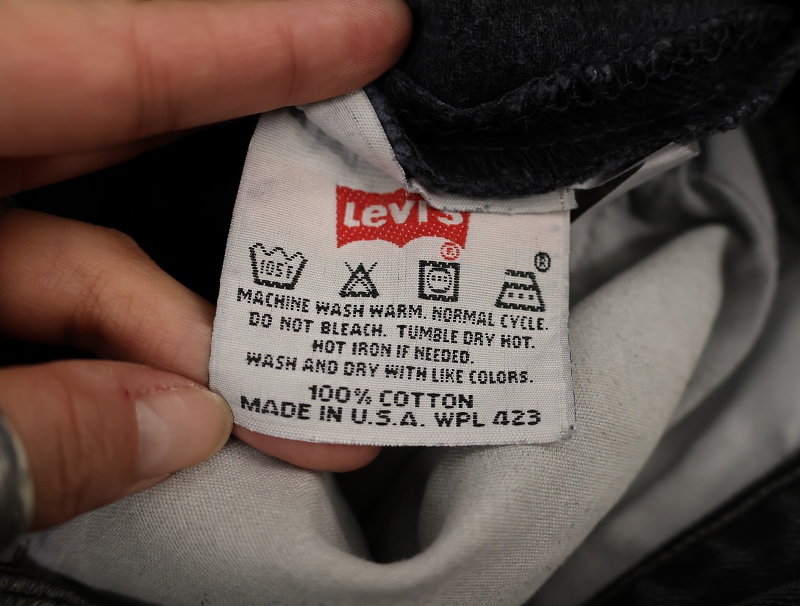 Levi's
®
105F
®
MACHINE WASH WARM. NORMAL CYCLE.
DO NOT BLEACH. TUMBLE DRY HOT.
HOT IRON IF NEEDED.
WASH AND DRY WITH LIKE COLORS.
100% COTTON
MADE IN U.S.A. WPL 423